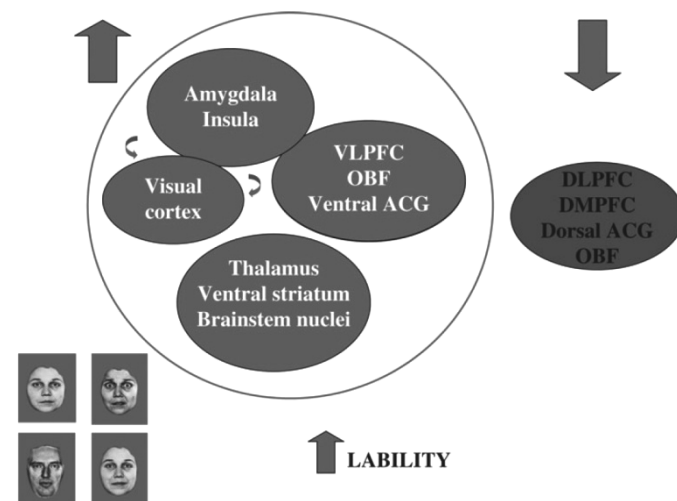 Amygdala
Insula
Visual
cortex
VLPFC
OBF
Ventral ACG
Thalamus
Ventral striatum
Brainstem nuclei
DLPFC
DMPFC
Dorsal ACG
OBF
LABILITY